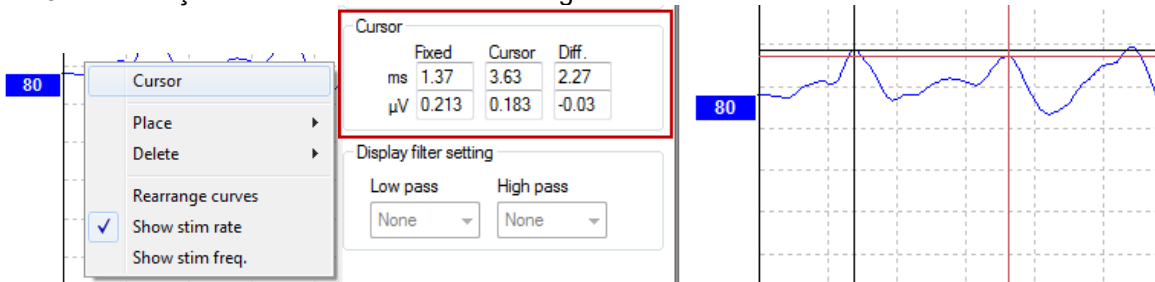 80
Cursor
Place
Delete
Rearrange curves
Show stim rate
Show stim freq.
Cursor
Fixed Cursor Diff.
ms 1.37 3.63 2.27
µV 0.213 0.183 -0.03
Display filter setting
Low pass High pass
None None
80